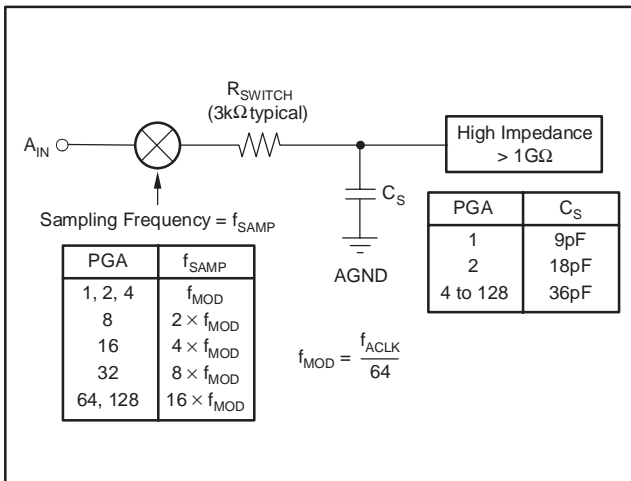 R_SWITCH
(3kΩ typical)
A_IN
High Impedance
> 1GΩ
C_S
AGND
Sampling Frequency = f_SAMP
PGA C_S
1 9pF
2 18pF
4 to 128 36pF
PGA f_SAMP
1, 2, 4 f_MOD
8 2 × f_MOD
16 4 × f_MOD
32 8 × f_MOD
64, 128 16 × f_MOD
f_MOD = f_ACLK / 64